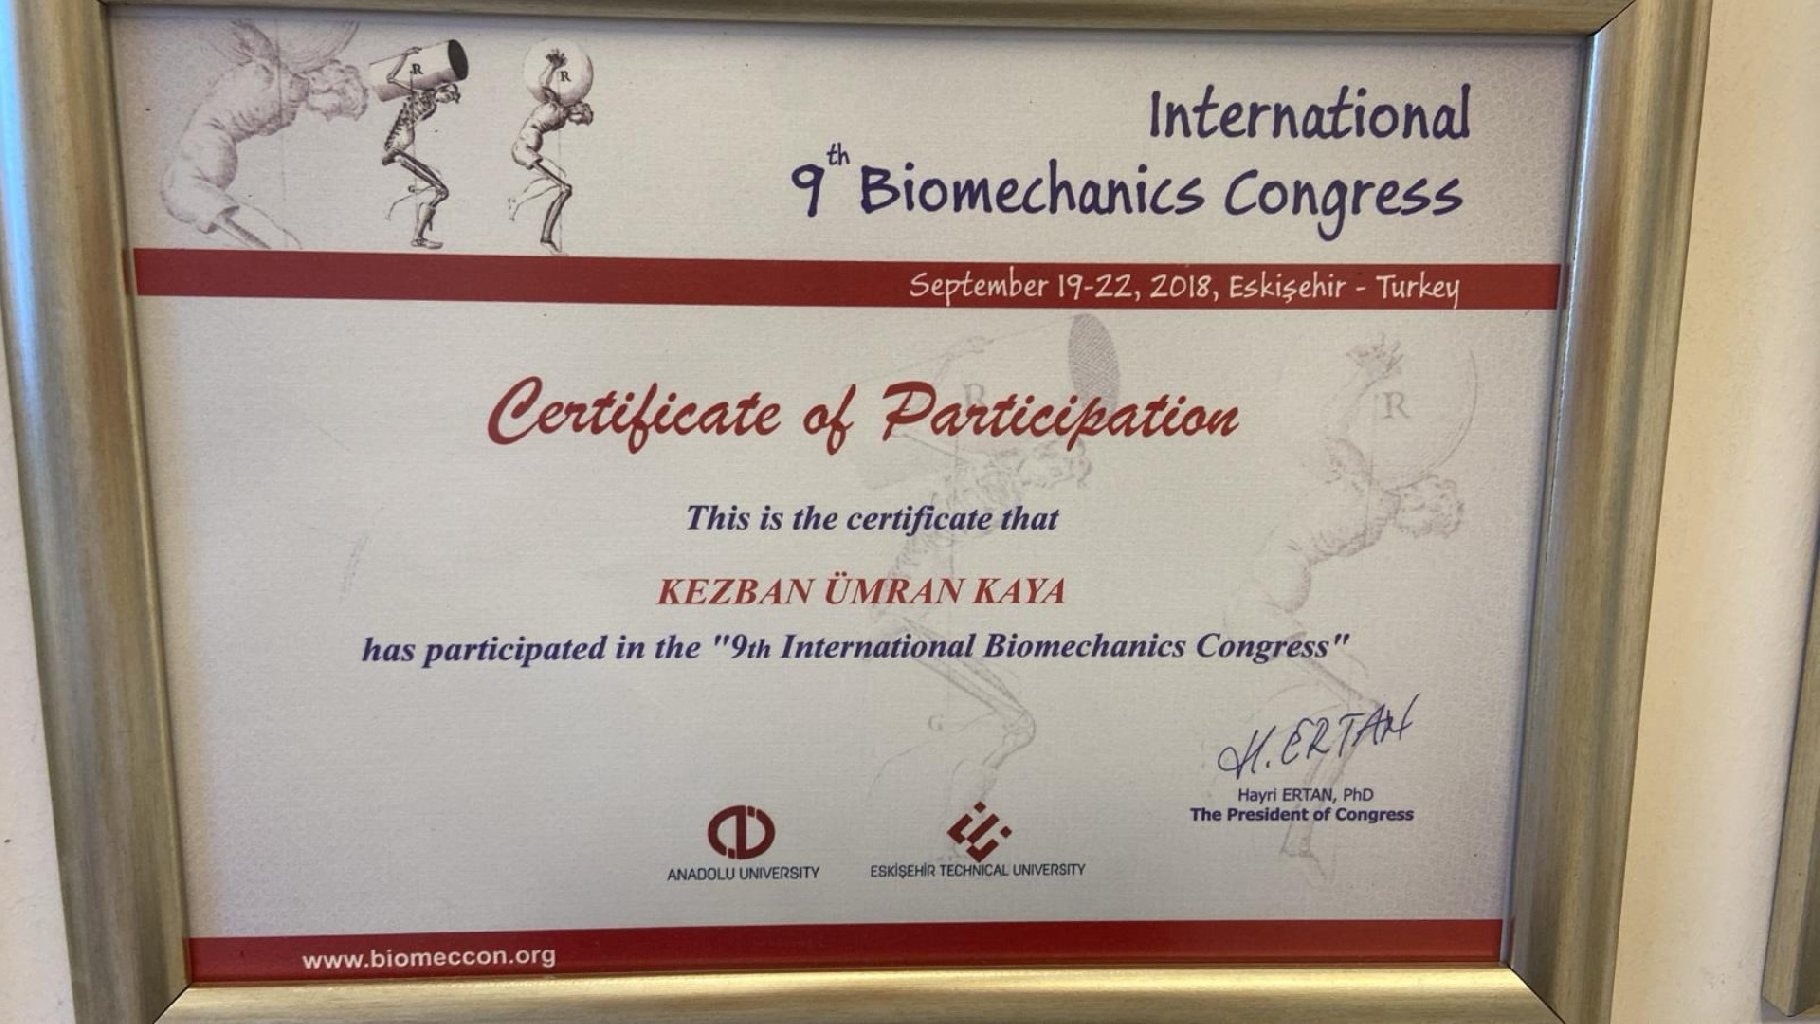 R
R
International
9th Biomechanics Congress
September 19-22, 2018, Eskişehir - Turkey
R
R
Certificate of Participation
This is the certificate that
KEZBAN ÜMRAN KAYA
has participated in the "9th International Biomechanics Congress"
G
H. ERTAN
Hayri ERTAN, PhD
The President of Congress
ANADOLU UNIVERSITY
ESKİŞEHİR TECHNICAL UNIVERSITY
www.biomeccon.org